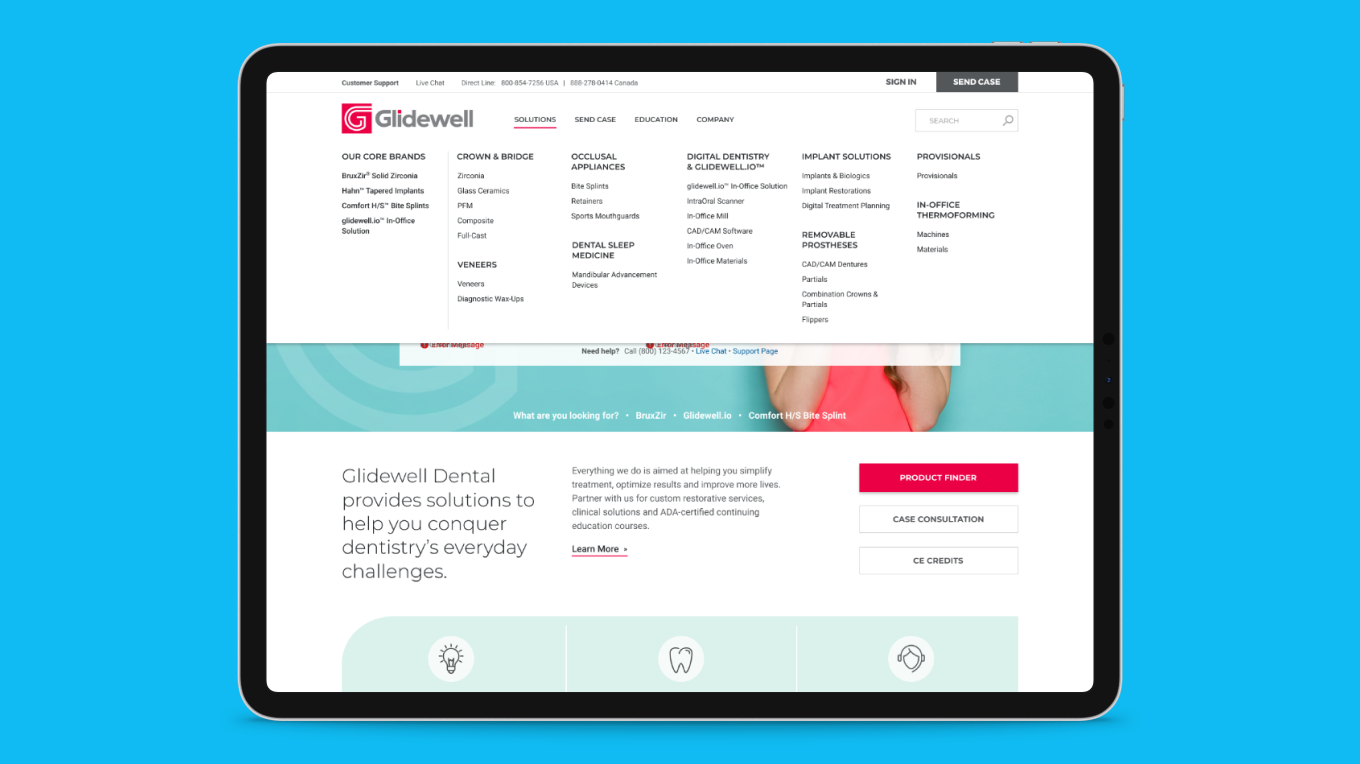 Customer Support Live Chat Direct Line: 800-854-7256 USA | 888-278-0414 Canada
SIGN IN
SEND CASE
Glidewell
SOLUTIONS SEND CASE EDUCATION COMPANY
SEARCH
OUR CORE BRANDS
BruxZir® Solid Zirconia
Hahn™ Tapered Implants
Comfort H/S™ Bite Splints
glidewell.io™ In-Office
Solution
CROWN & BRIDGE
Zirconia
Glass Ceramics
PFM
Composite
Full-Cast
VENEERS
Veneers
Diagnostic Wax-Ups
OCCLUSAL
APPLIANCES
Bite Splints
Retainers
Sports Mouthguards
DENTAL SLEEP
MEDICINE
Mandibular Advancement
Devices
DIGITAL DENTISTRY
& GLIDEWELL.IO™
glidewell.io™ In-Office Solution
IntraOral Scanner
In-Office Mill
CAD/CAM Software
In-Office Oven
In-Office Materials
IMPLANT SOLUTIONS
Implants & Biologics
Implant Restorations
Digital Treatment Planning
REMOVABLE
PROSTHESES
CAD/CAM Dentures
Partials
Combination Crowns &
Partials
Flippers
PROVISIONALS
Provisionals
IN-OFFICE
THERMOFORMING
Machines
Materials
Error Message
Error Message
Need help? Call (800) 123-4567 • Live Chat • Support Page
What are you looking for? • BruxZir • Glidewell.io • Comfort H/S Bite Splint
Glidewell Dental
provides solutions to
help you conquer
dentistry's everyday
challenges.
Everything we do is aimed at helping you simplify
treatment, optimize results and improve more lives.
Partner with us for custom restorative services,
clinical solutions and ADA-certified continuing
education courses.
Learn More
PRODUCT FINDER
CASE CONSULTATION
CE CREDITS